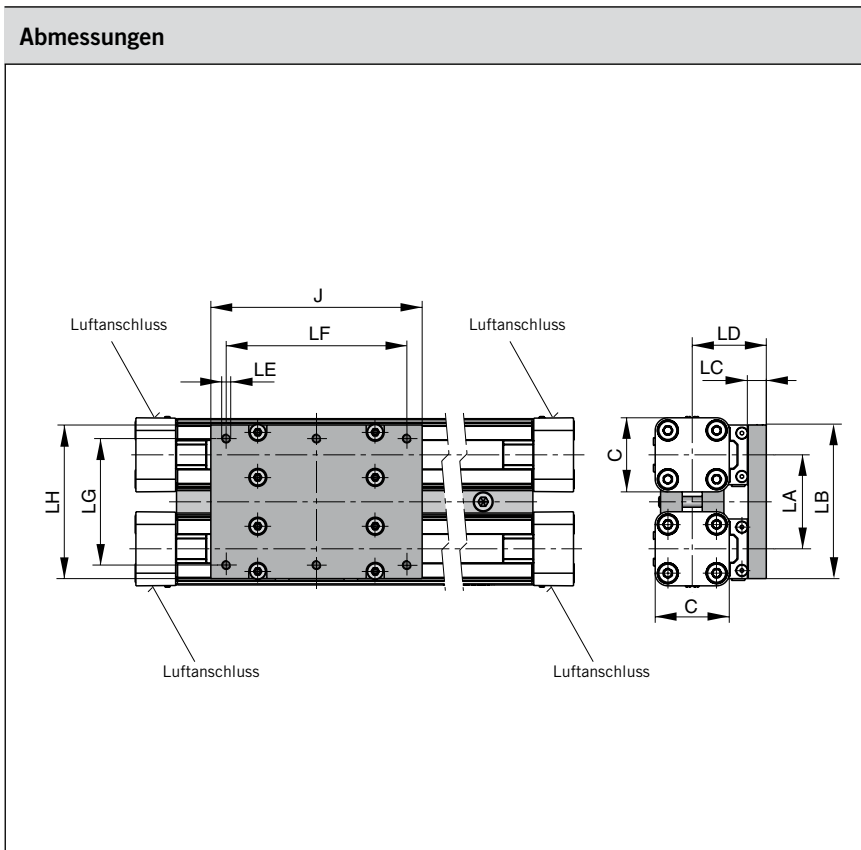 Abmessungen
J
Luftanschluss
Luftanschluss
LF
LD
LE
LC
C
LH
LG
LA
LB
C
Luftanschluss
Luftanschluss